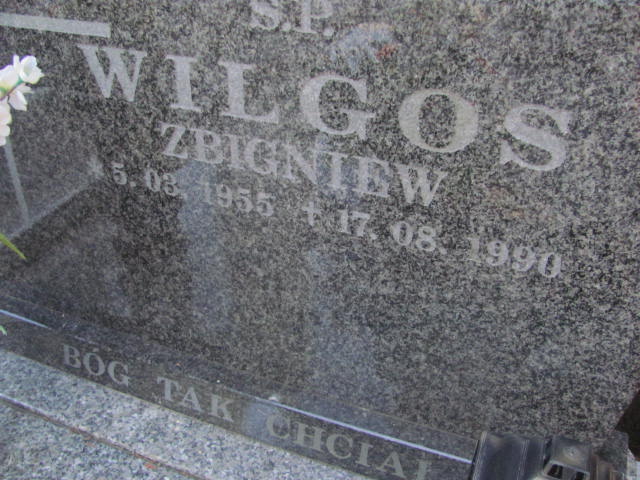 S.P.
WILGOS
ZBIGNIEW
* 5.03.1955 † 17.08.1990
BÓG TAK CHCIAŁ